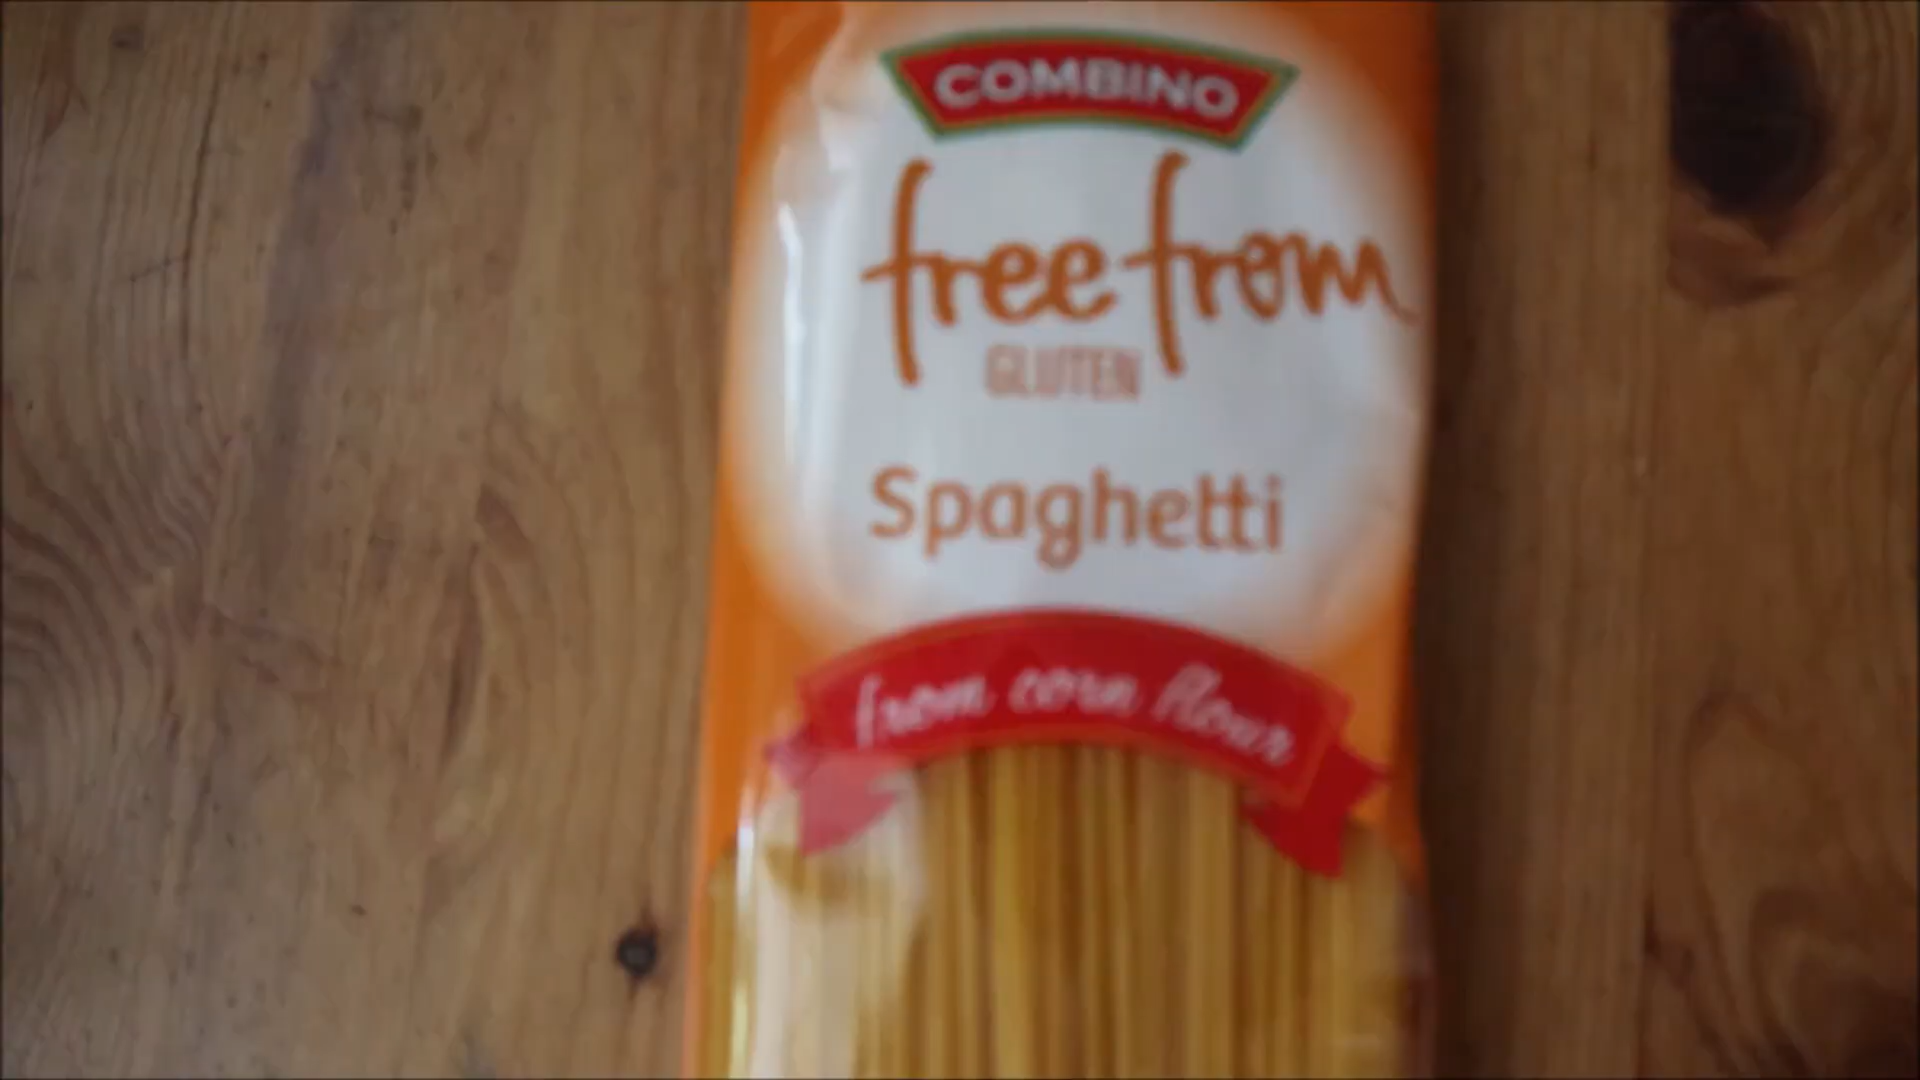 COMBINO
free from
GLUTEN
Spaghetti
from corn flour